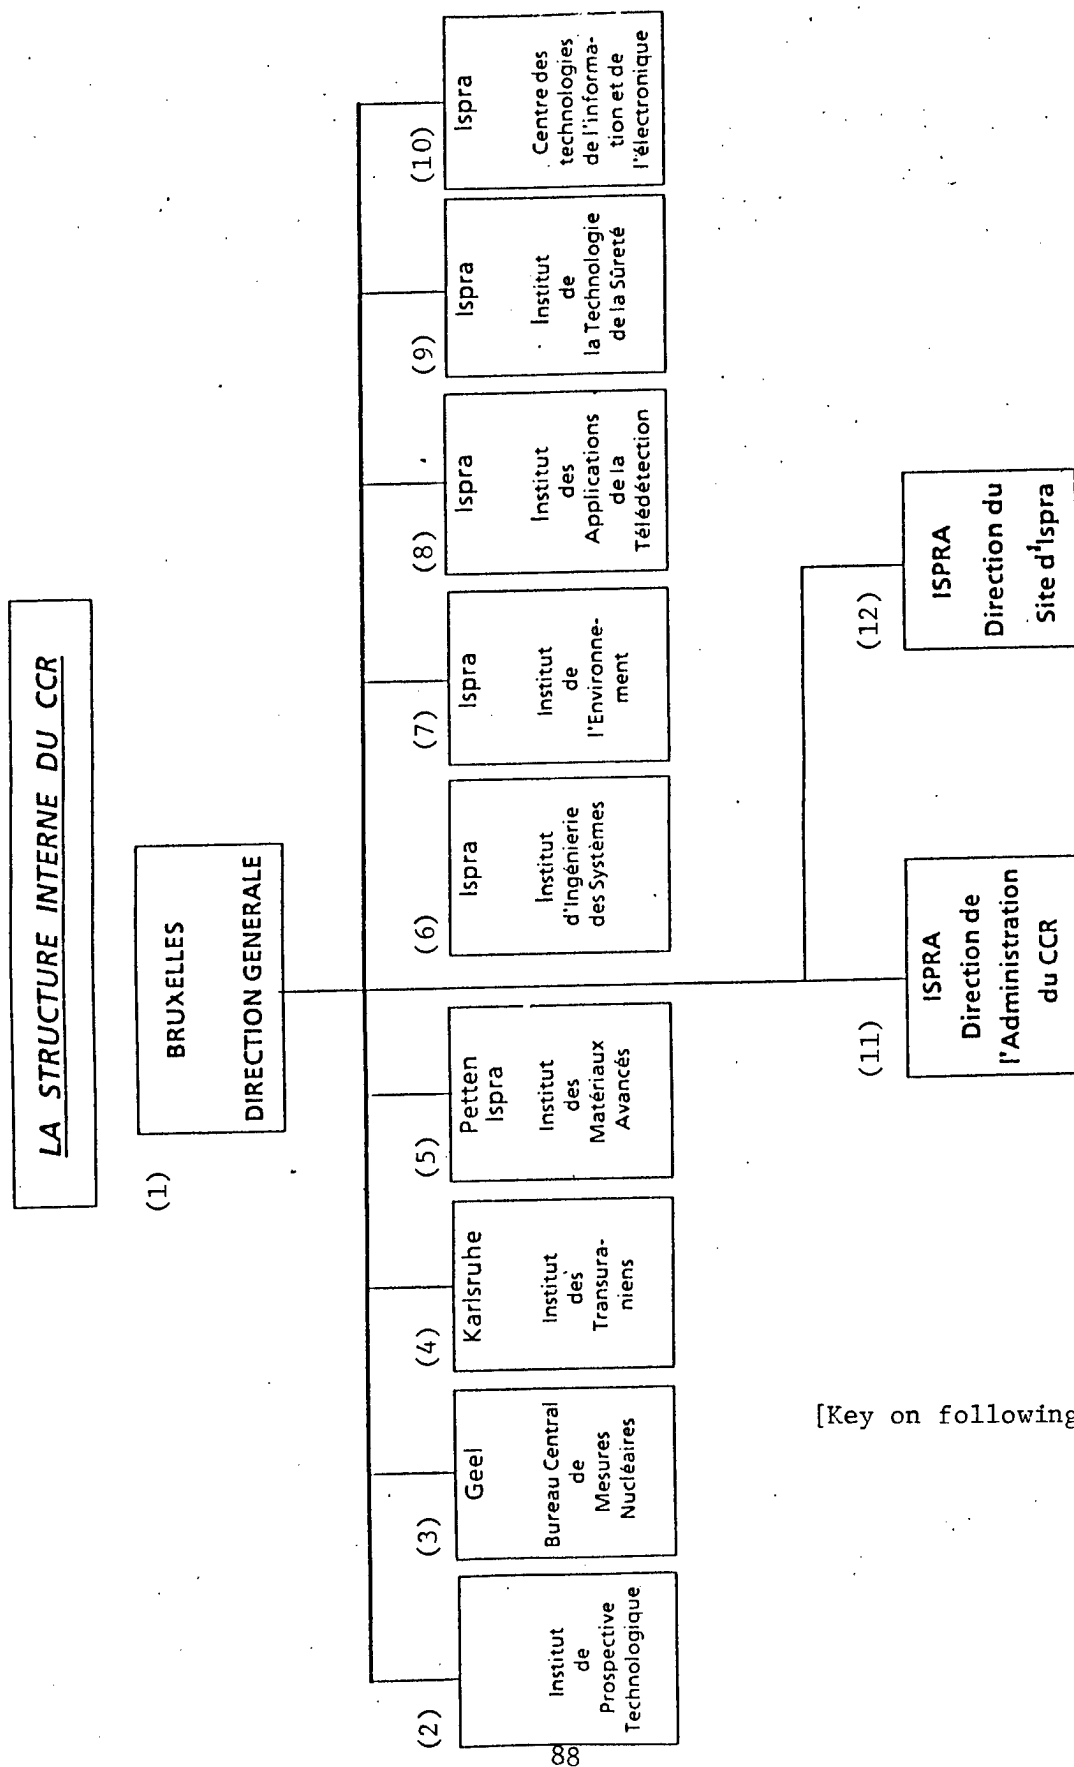 LA STRUCTURE INTERNE DU CCR
(1)
BRUXELLES
DIRECTION GENERALE
(2)
Institut
de
Prospective
Technologique
(3)
Geel
Bureau Central
de
Mesures
Nucléaires
(4)
Karlsruhe
Institut
des
Transura-
niens
(5)
Petten
Ispra
Institut
des
Matériaux
Avancés
(6)
Ispra
Institut
d'Ingénierie
des Systèmes
(7)
Ispra
Institut
de
l'Environne-
ment
(8)
Ispra
Institut
des
Applications
de la
Télédétection
(9)
Ispra
Institut
de
la Technologie
de la Sûreté
(10)
Ispra
Centre des
technologies
de l'informa-
tion et de
l'électronique
(11)
ISPRA
Direction de
l'Administration
du CCR
(12)
ISPRA
Direction du
Site d'Ispra
[Key on following
88